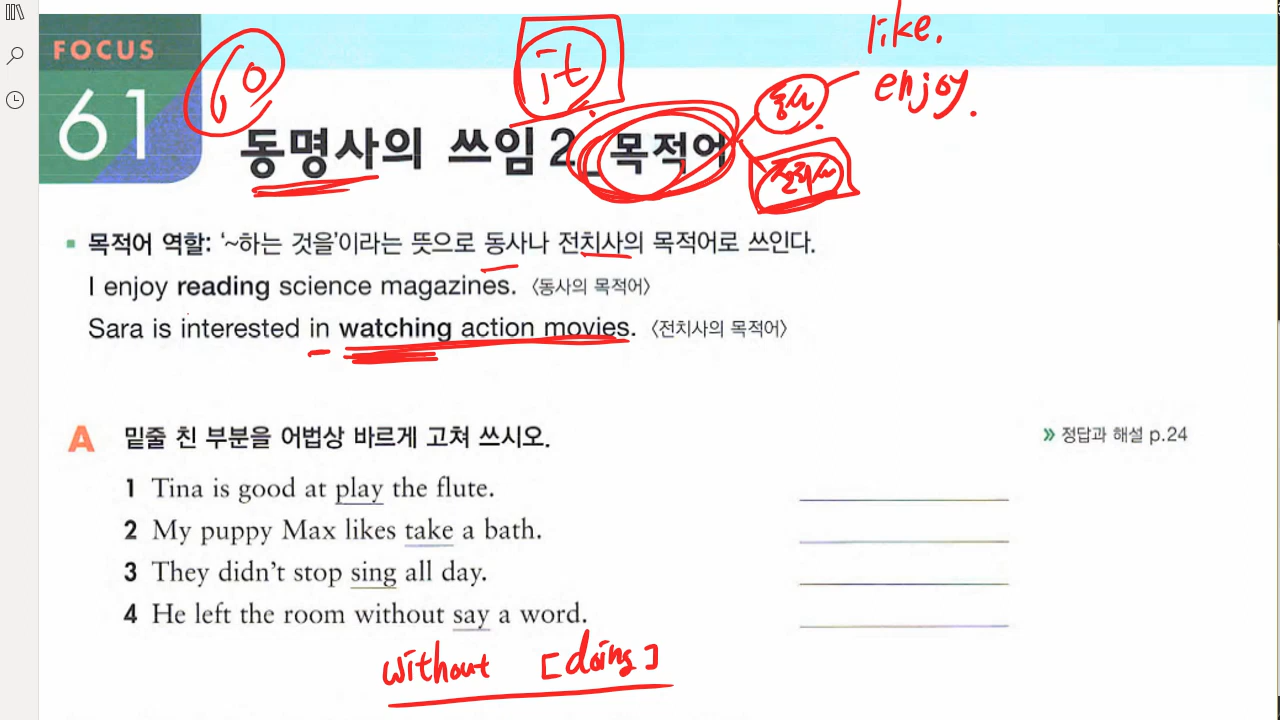 like.
FOCUS
it
동사
enjoy.
61
동명사의 쓰임 2_목적어
전치사
목적어 역할: '~하는 것을'이라는 뜻으로 동사나 전치사의 목적어로 쓰인다.
I enjoy reading science magazines. 〈동사의 목적어〉
Sara is interested in watching action movies. 〈전치사의 목적어〉
A 밑줄 친 부분을 어법상 바르게 고쳐 쓰시오.
» 정답과 해설 p.24
1 Tina is good at play the flute.
2 My puppy Max likes take a bath.
3 They didn't stop sing all day.
4 He left the room without say a word.
without [doing]